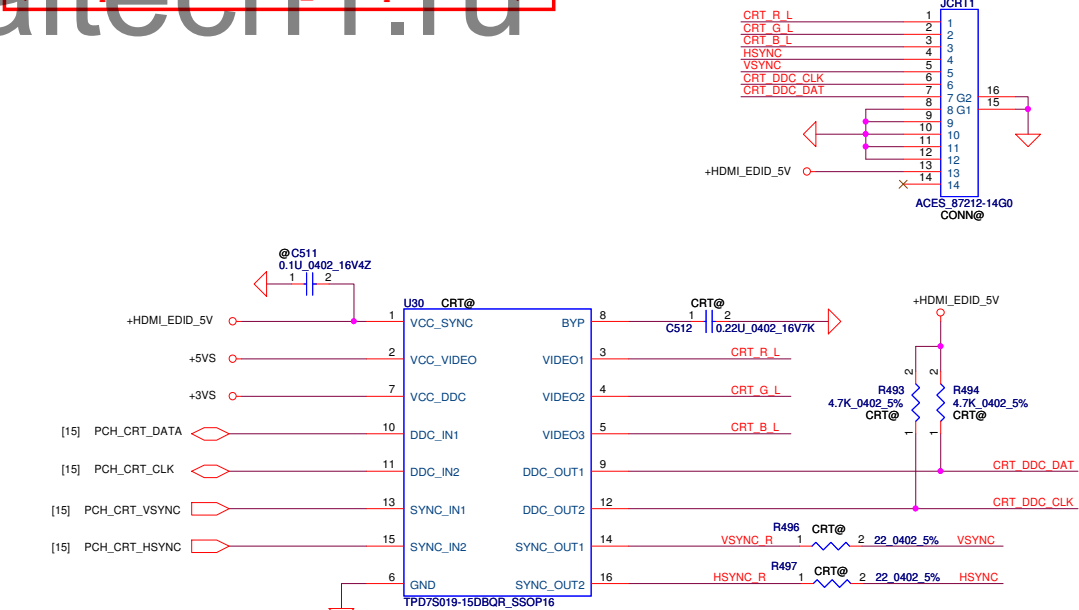 JCRT1
CRT_R_L 1 1
CRT_G_L 2 2
CRT_B_L 3 3
HSYNC 4 4
VSYNC 5 5
CRT_DDC_CLK 6 6
CRT_DDC_DAT 7 7 G2 16
8 8 G1 15
9 9
10 10
11 11
12 12
+HDMI_EDID_5V 13 13
14 14
ACES_87212-14G0
CONN@
@ C511
0.1U_0402_16V4Z
1 2
U30 CRT@
+HDMI_EDID_5V 1 VCC_SYNC
+5VS 2 VCC_VIDEO
+3VS 7 VCC_DDC
[15] PCH_CRT_DATA 10 DDC_IN1
[15] PCH_CRT_CLK 11 DDC_IN2
[15] PCH_CRT_VSYNC 13 SYNC_IN1
[15] PCH_CRT_HSYNC 15 SYNC_IN2
6 GND
BYP 8
VIDEO1 3 CRT_R_L
VIDEO2 4 CRT_G_L
VIDEO3 5 CRT_B_L
DDC_OUT1 9 CRT_DDC_DAT
DDC_OUT2 12 CRT_DDC_CLK
SYNC_OUT1 14 VSYNC_R
SYNC_OUT2 16 HSYNC_R
TPD7S019-15DBQR_SSOP16
CRT@
1 2
C512 0.22U_0402_16V7K
+HDMI_EDID_5V
2 2
R493
4.7K_0402_5%
CRT@
R494
4.7K_0402_5%
CRT@
1 1
R496 CRT@
1 2 22_0402_5% VSYNC
R497 CRT@
1 2 22_0402_5% HSYNC